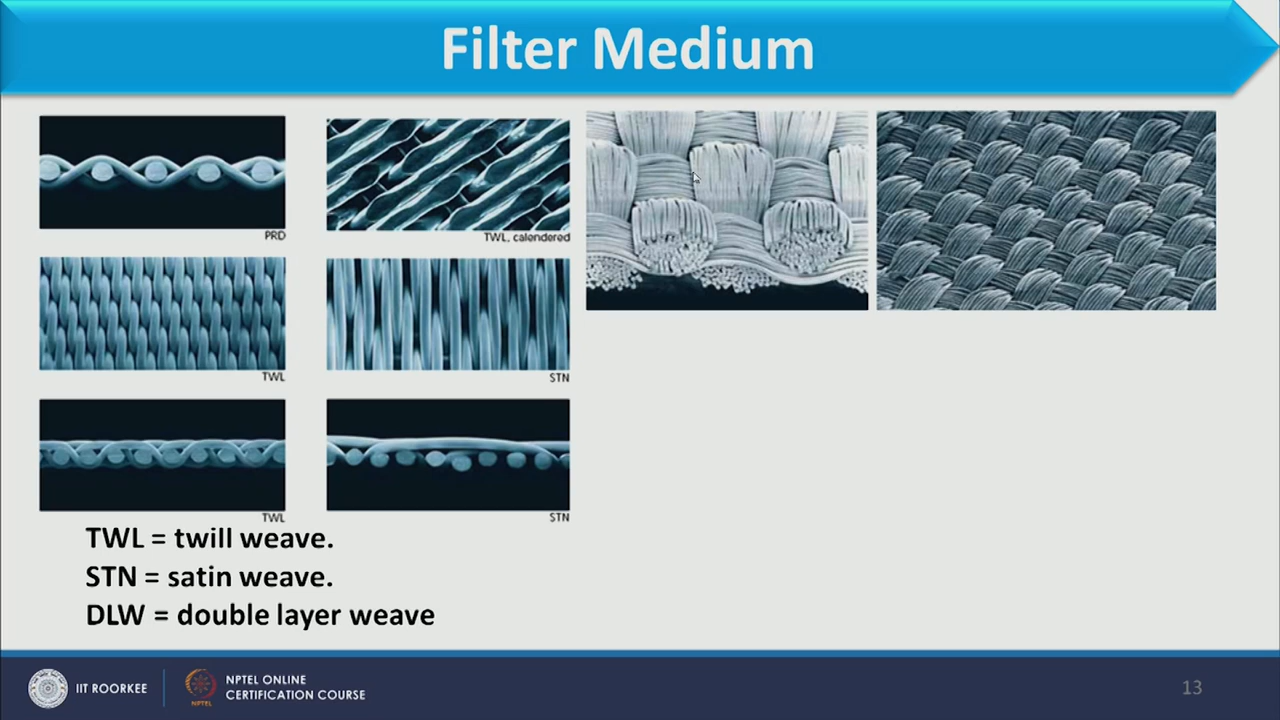 Filter Medium
PRD
TWL, calendered
TWL
STN
TWL
STN
TWL = twill weave.
STN = satin weave.
DLW = double layer weave
IIT ROORKEE
NPTEL
NPTEL ONLINE
CERTIFICATION COURSE
13